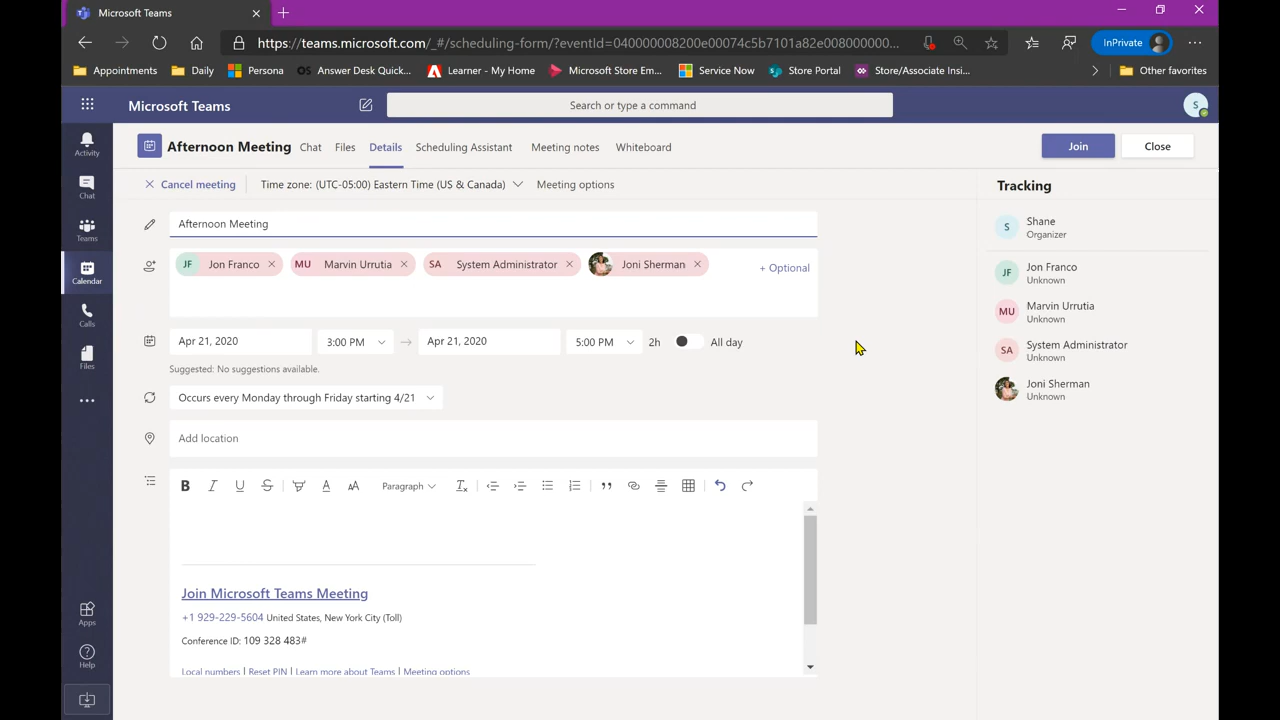 Microsoft Teams
https://teams.microsoft.com/_#/scheduling-form/?eventId=040000008200e00074c5b7101a82e008000000...
InPrivate
Appointments
Daily
Persona
Answer Desk Quick...
Learner - My Home
Microsoft Store Em...
Service Now
Store Portal
Store/Associate Insi...
Other favorites
Microsoft Teams
Search or type a command
S
Activity
Chat
Teams
Calendar
Calls
Files
Apps
Help
Afternoon Meeting
Chat
Files
Details
Scheduling Assistant
Meeting notes
Whiteboard
Join
Close
Cancel meeting
Time zone: (UTC-05:00) Eastern Time (US & Canada)
Meeting options
Afternoon Meeting
JF Jon Franco
MU Marvin Urrutia
SA System Administrator
Joni Sherman
+ Optional
Apr 21, 2020
3:00 PM
Apr 21, 2020
5:00 PM
2h
All day
Suggested: No suggestions available.
Occurs every Monday through Friday starting 4/21
Add location
B I U S A AA Paragraph
Join Microsoft Teams Meeting
+1 929-229-5604 United States, New York City (Toll)
Conference ID: 109 328 483#
Local numbers | Reset PIN | Learn more about Teams | Meeting options
Tracking
S
Shane
Organizer
JF
Jon Franco
Unknown
MU
Marvin Urrutia
Unknown
SA
System Administrator
Unknown
Joni Sherman
Unknown